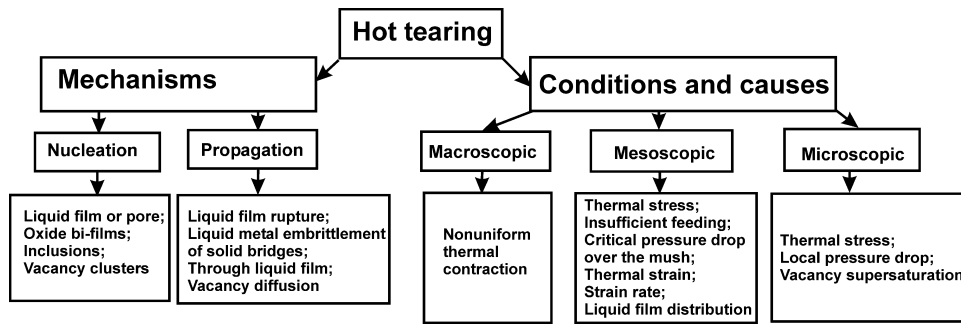 Hot tearing
Mechanisms
Conditions and causes
Nucleation
Propagation
Macroscopic
Mesoscopic
Microscopic
Liquid film or pore;
Oxide bi-films;
Inclusions;
Vacancy clusters
Liquid film rupture;
Liquid metal embrittlement
of solid bridges;
Through liquid film;
Vacancy diffusion
Nonuniform
thermal
contraction
Thermal stress;
Insufficient feeding;
Critical pressure drop
over the mush;
Thermal strain;
Strain rate;
Liquid film distribution
Thermal stress;
Local pressure drop;
Vacancy supersaturation